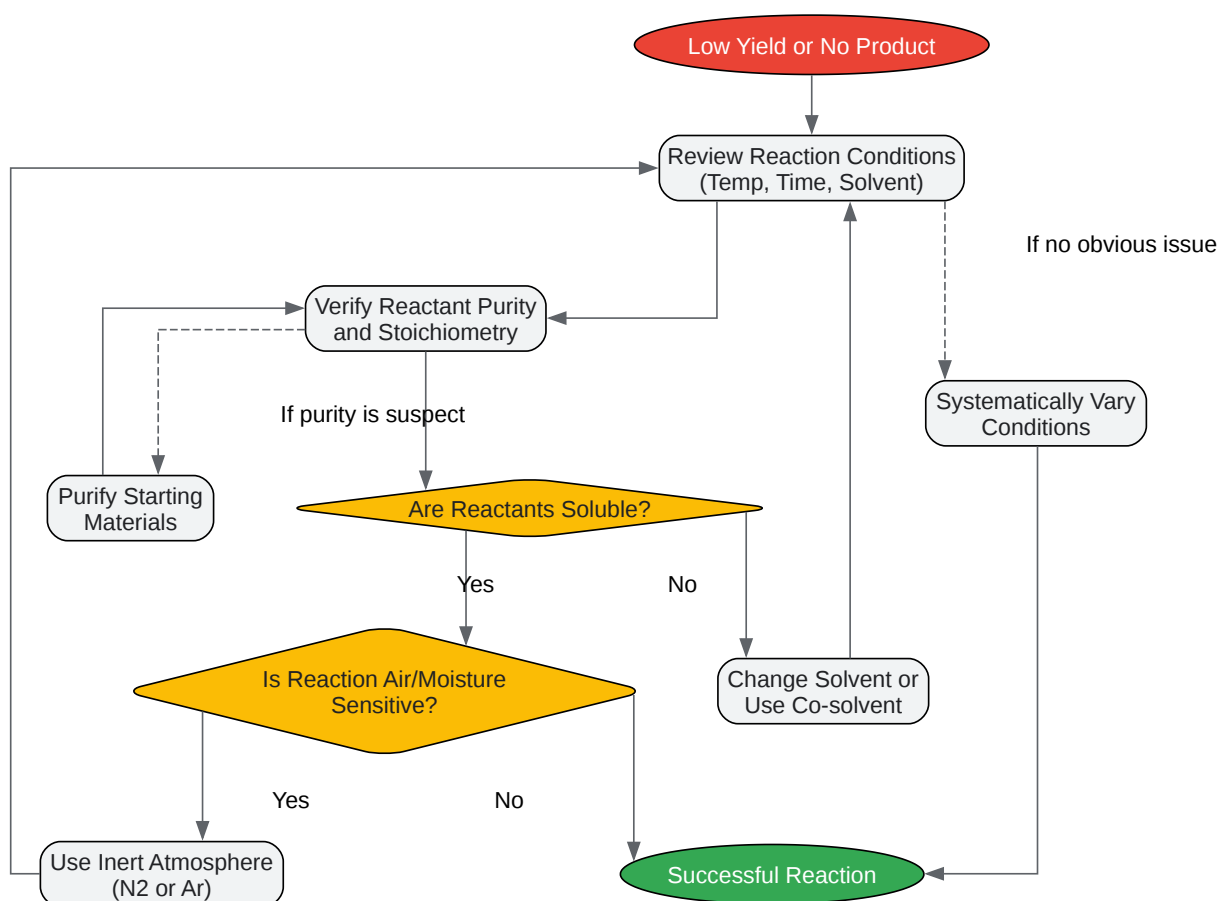 Low Yield or No Product
Review Reaction Conditions
(Temp, Time, Solvent)
If no obvious issue
Verify Reactant Purity
and Stoichiometry
Systematically Vary
Conditions
If purity is suspect
Purify Starting
Materials
Are Reactants Soluble?
Yes
No
Is Reaction Air/Moisture
Sensitive?
Change Solvent or
Use Co-solvent
Yes
No
Use Inert Atmosphere
(N2 or Ar)
Successful Reaction